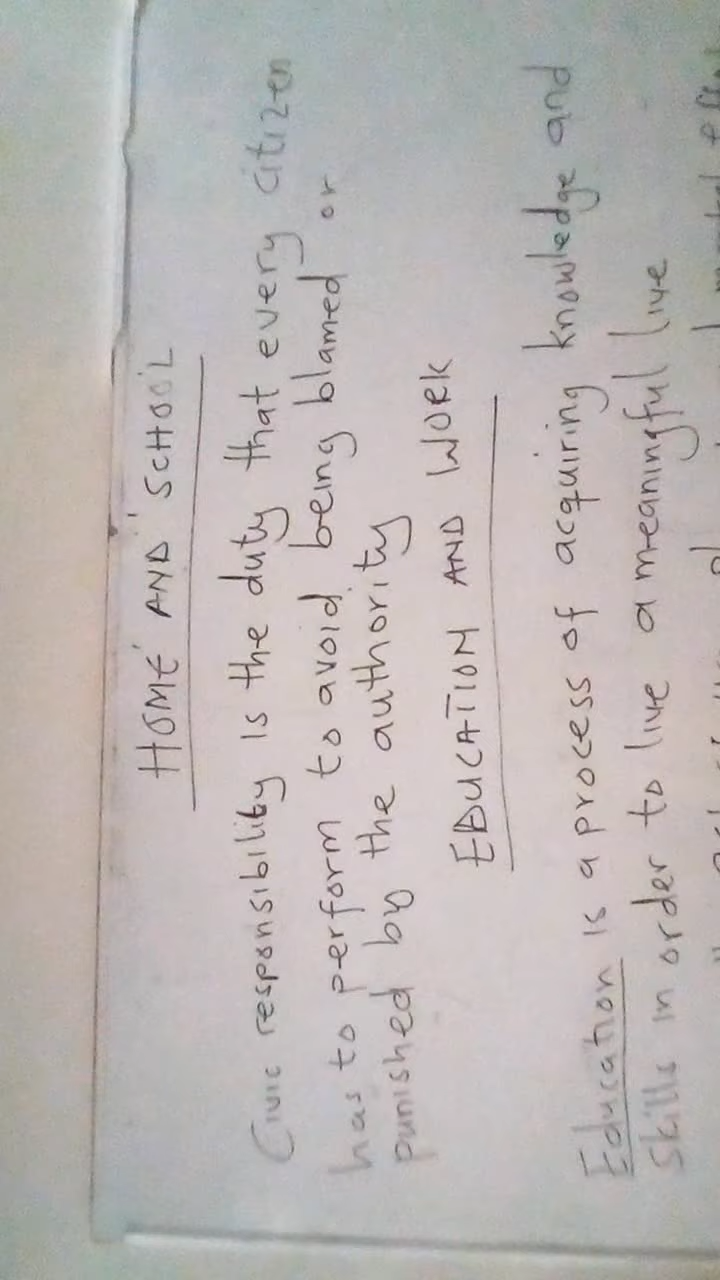 HOME AND SCHOOL
Civic responsibility is the duty that every citizen
has to perform to avoid being blamed or
punished by the authority
EDUCATION AND WORK
Education is a process of acquiring knowledge and
skills in order to live a meaningful live